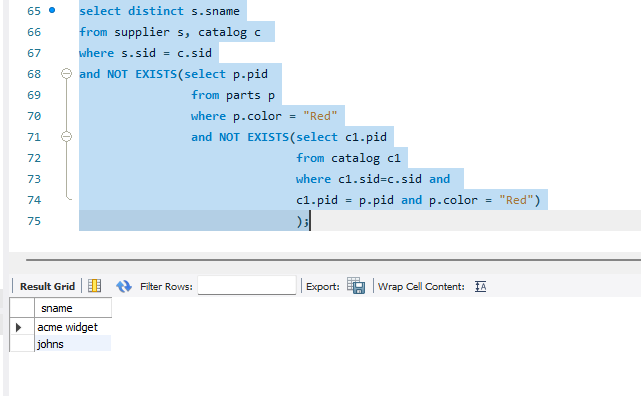 65 select distinct s.sname
66 from supplier s, catalog c
67 where s.sid = c.sid
68 and NOT EXISTS(select p.pid
69 from parts p
70 where p.color = "Red"
71 and NOT EXISTS(select c1.pid
72 from catalog c1
73 where c1.sid=c.sid and
74 c1.pid = p.pid and p.color = "Red")
75 );
Result Grid Filter Rows: Export: Wrap Cell Content: IA
sname
acme widget
johns